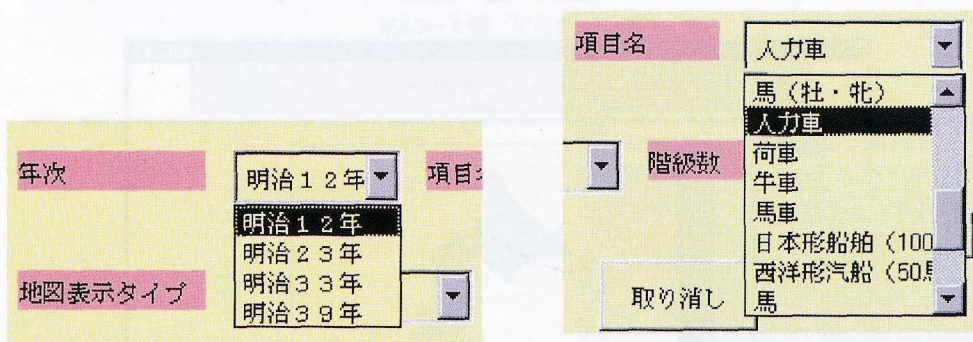 年次
明治12年
項目
明治12年
明治23年
明治33年
明治39年
地図表示タイプ
項目名
人力車
馬（牡・牝）
人力車
荷車
牛車
馬車
日本形船舶（100
西洋形汽船（50馬
馬
階級数
取り消し